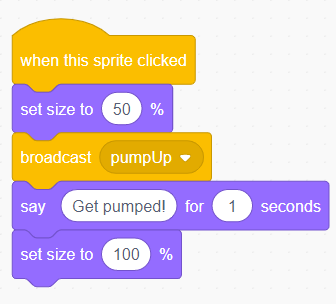 when this sprite clicked
set size to 50 %
broadcast pumpUp
say Get pumped! for 1 seconds
set size to 100 %